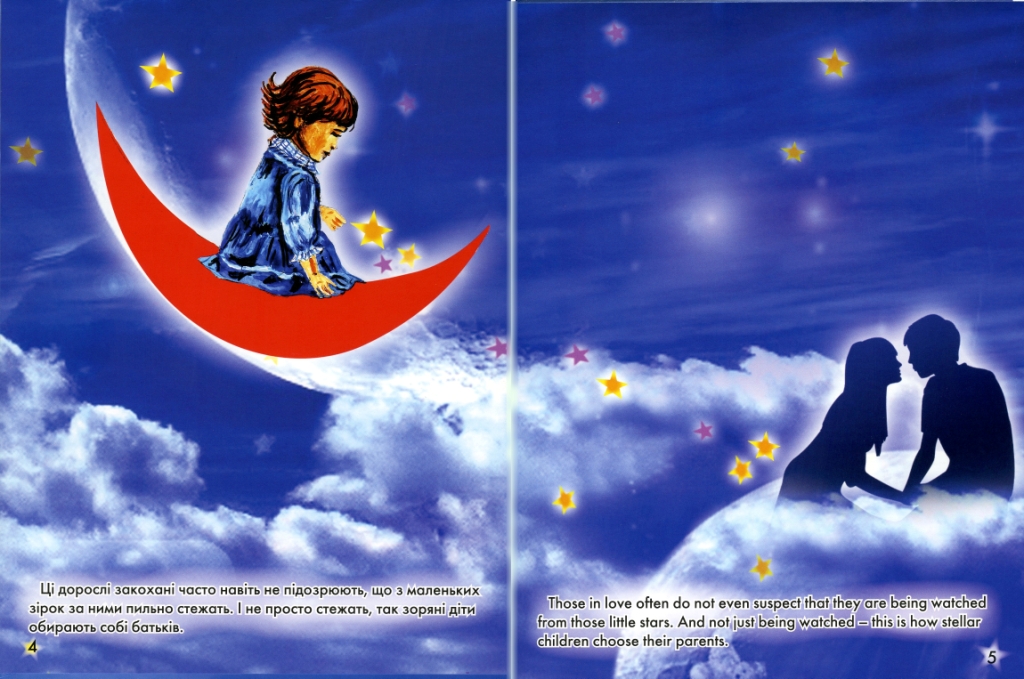 Ці дорослі закохані часто навіть не підозрюють, що з маленьких
зірок за ними пильно стежать. І не просто стежать, так зоряні діти
обирають собі батьків.
4
Those in love often do not even suspect that they are being watched
from those little stars. And not just being watched – this is how stellar
children choose their parents.
5